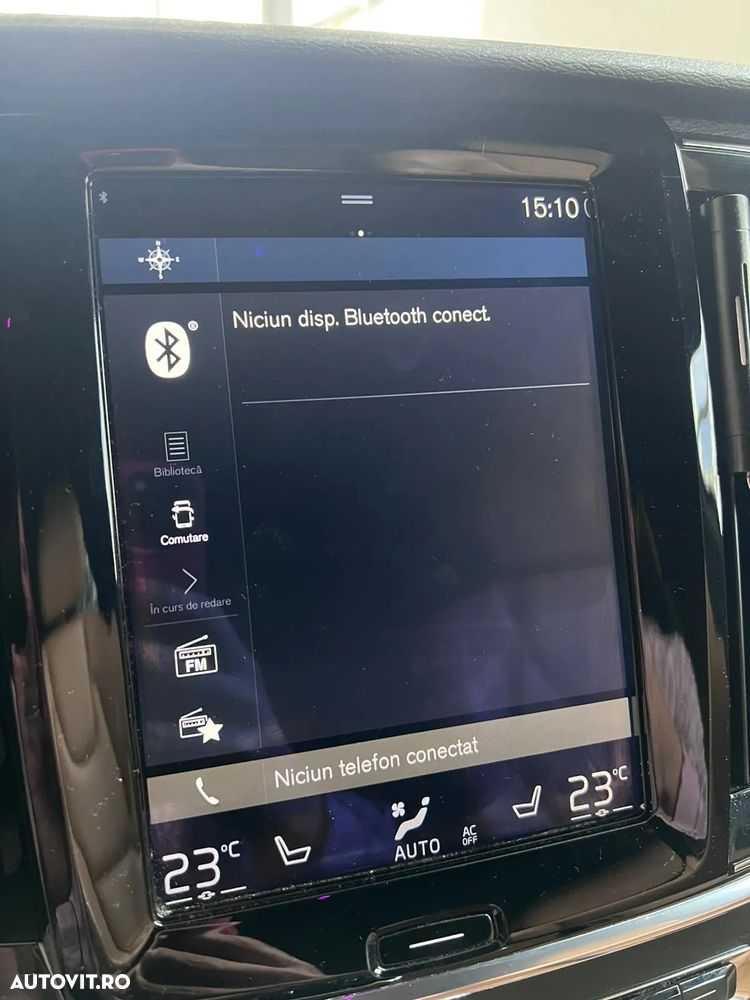 15:10
N
W E
S
Niciun disp. Bluetooth conect.
®
Bibliotecă
Comutare
În curs de redare
FM
Niciun telefon conectat
23°C
AUTO
AC
OFF
23°C
AUTOVIT.RO